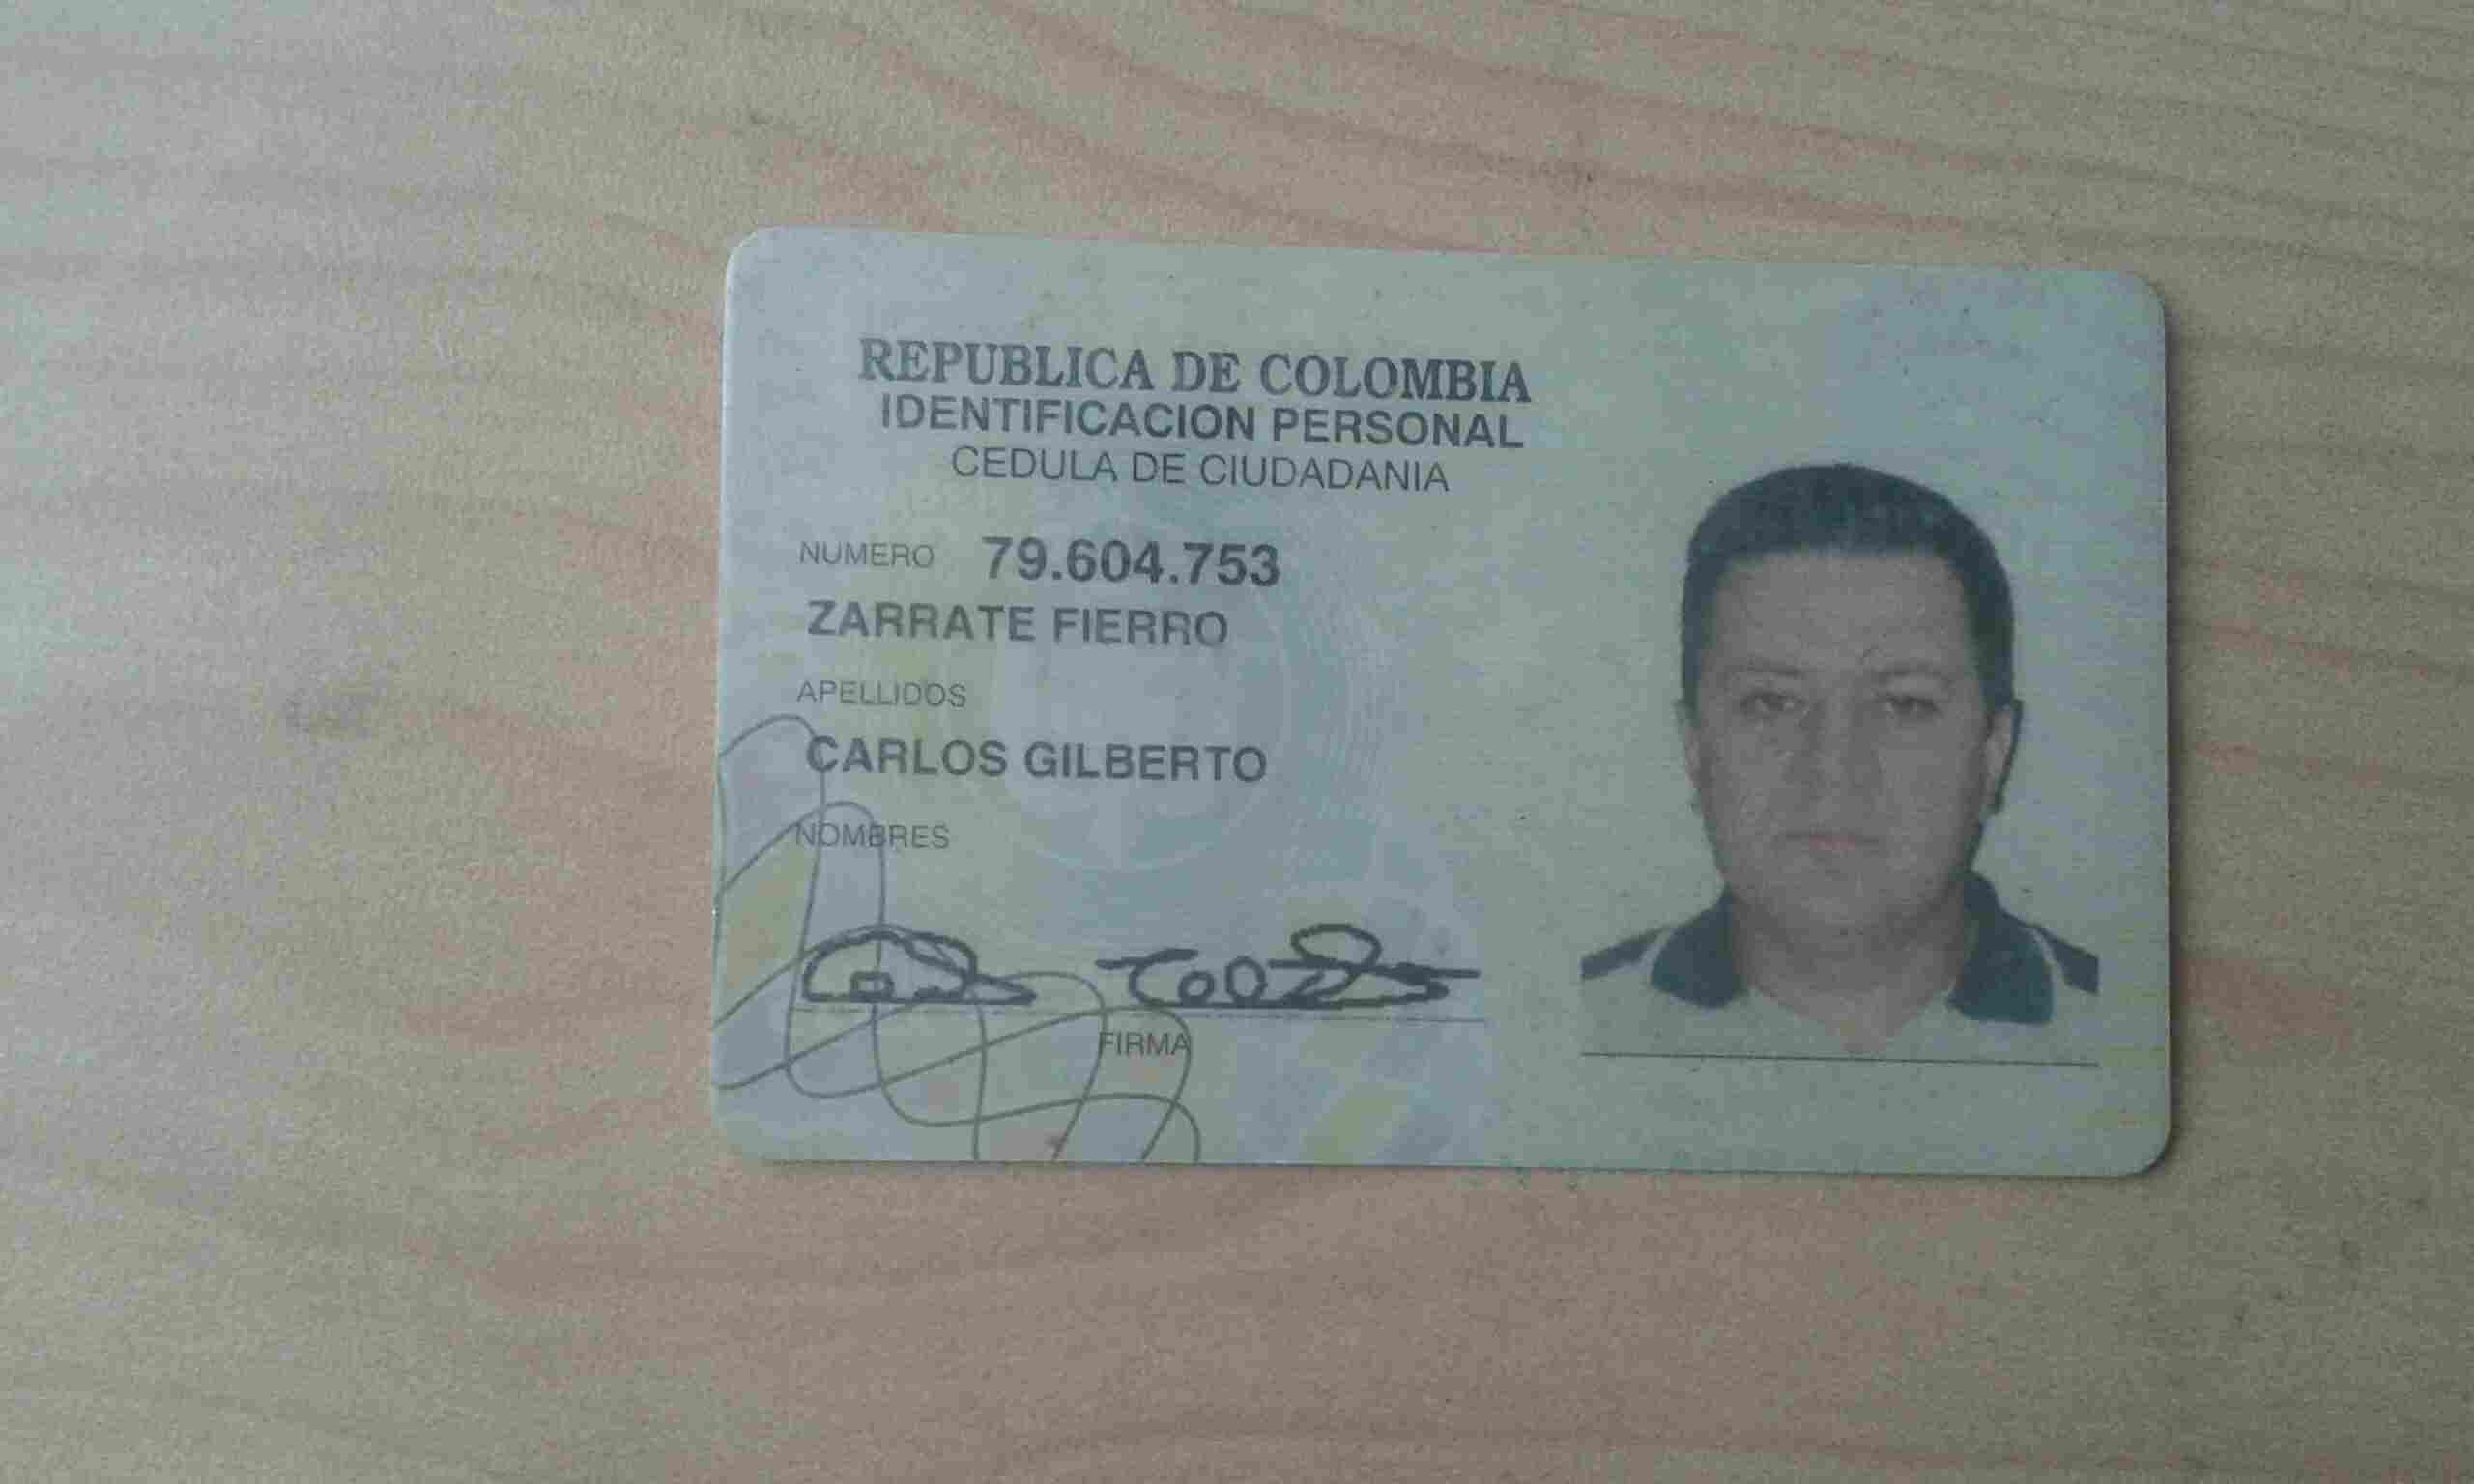 REPUBLICA DE COLOMBIA
IDENTIFICACION PERSONAL
CEDULA DE CIUDADANIA
NUMERO 79.604.753
ZARRATE FIERRO
APELLIDOS
CARLOS GILBERTO
NOMBRES
FIRMA